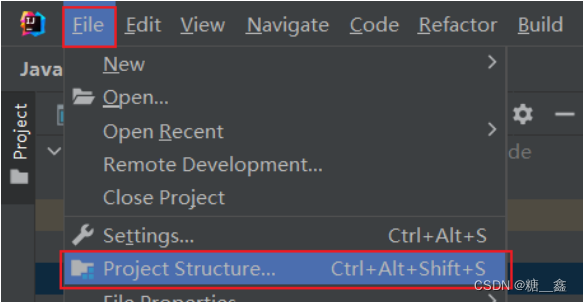 File Edit View Navigate Code Refactor Build
Java
New
Project
Open...
Open Recent
de
Remote Development...
Close Project
Settings... Ctrl+Alt+S
Project Structure... Ctrl+Alt+Shift+S
CSDN @糖__鑫
File Properties